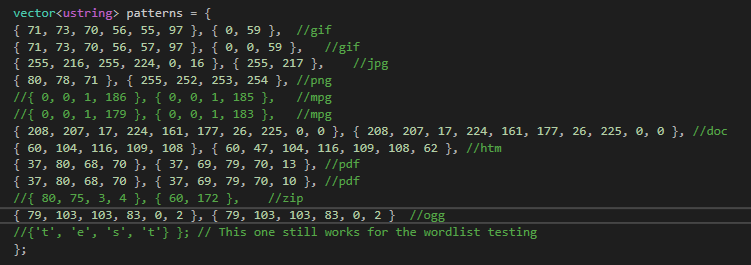 vector<ustring> patterns = {
{ 71, 73, 70, 56, 55, 97 }, { 0, 59 },  //gif
{ 71, 73, 70, 56, 57, 97 }, { 0, 0, 59 },   //gif
{ 255, 216, 255, 224, 0, 16 }, { 255, 217 },    //jpg
{ 80, 78, 71 }, { 255, 252, 253, 254 }, //png
//{ 0, 0, 1, 186 }, { 0, 0, 1, 185 },   //mpg
//{ 0, 0, 1, 179 }, { 0, 0, 1, 183 },   //mpg
{ 208, 207, 17, 224, 161, 177, 26, 225, 0, 0 }, { 208, 207, 17, 224, 161, 177, 26, 225, 0, 0 }, //doc
{ 60, 104, 116, 109, 108 }, { 60, 47, 104, 116, 109, 108, 62 }, //htm
{ 37, 80, 68, 70 }, { 37, 69, 79, 70, 13 }, //pdf
{ 37, 80, 68, 70 }, { 37, 69, 79, 70, 10 }, //pdf
//{ 80, 75, 3, 4 }, { 60, 172 },    //zip
{ 79, 103, 103, 83, 0, 2 }, { 79, 103, 103, 83, 0, 2 }  //ogg
//{'t', 'e', 's', 't'} }; // This one still works for the wordlist testing
};